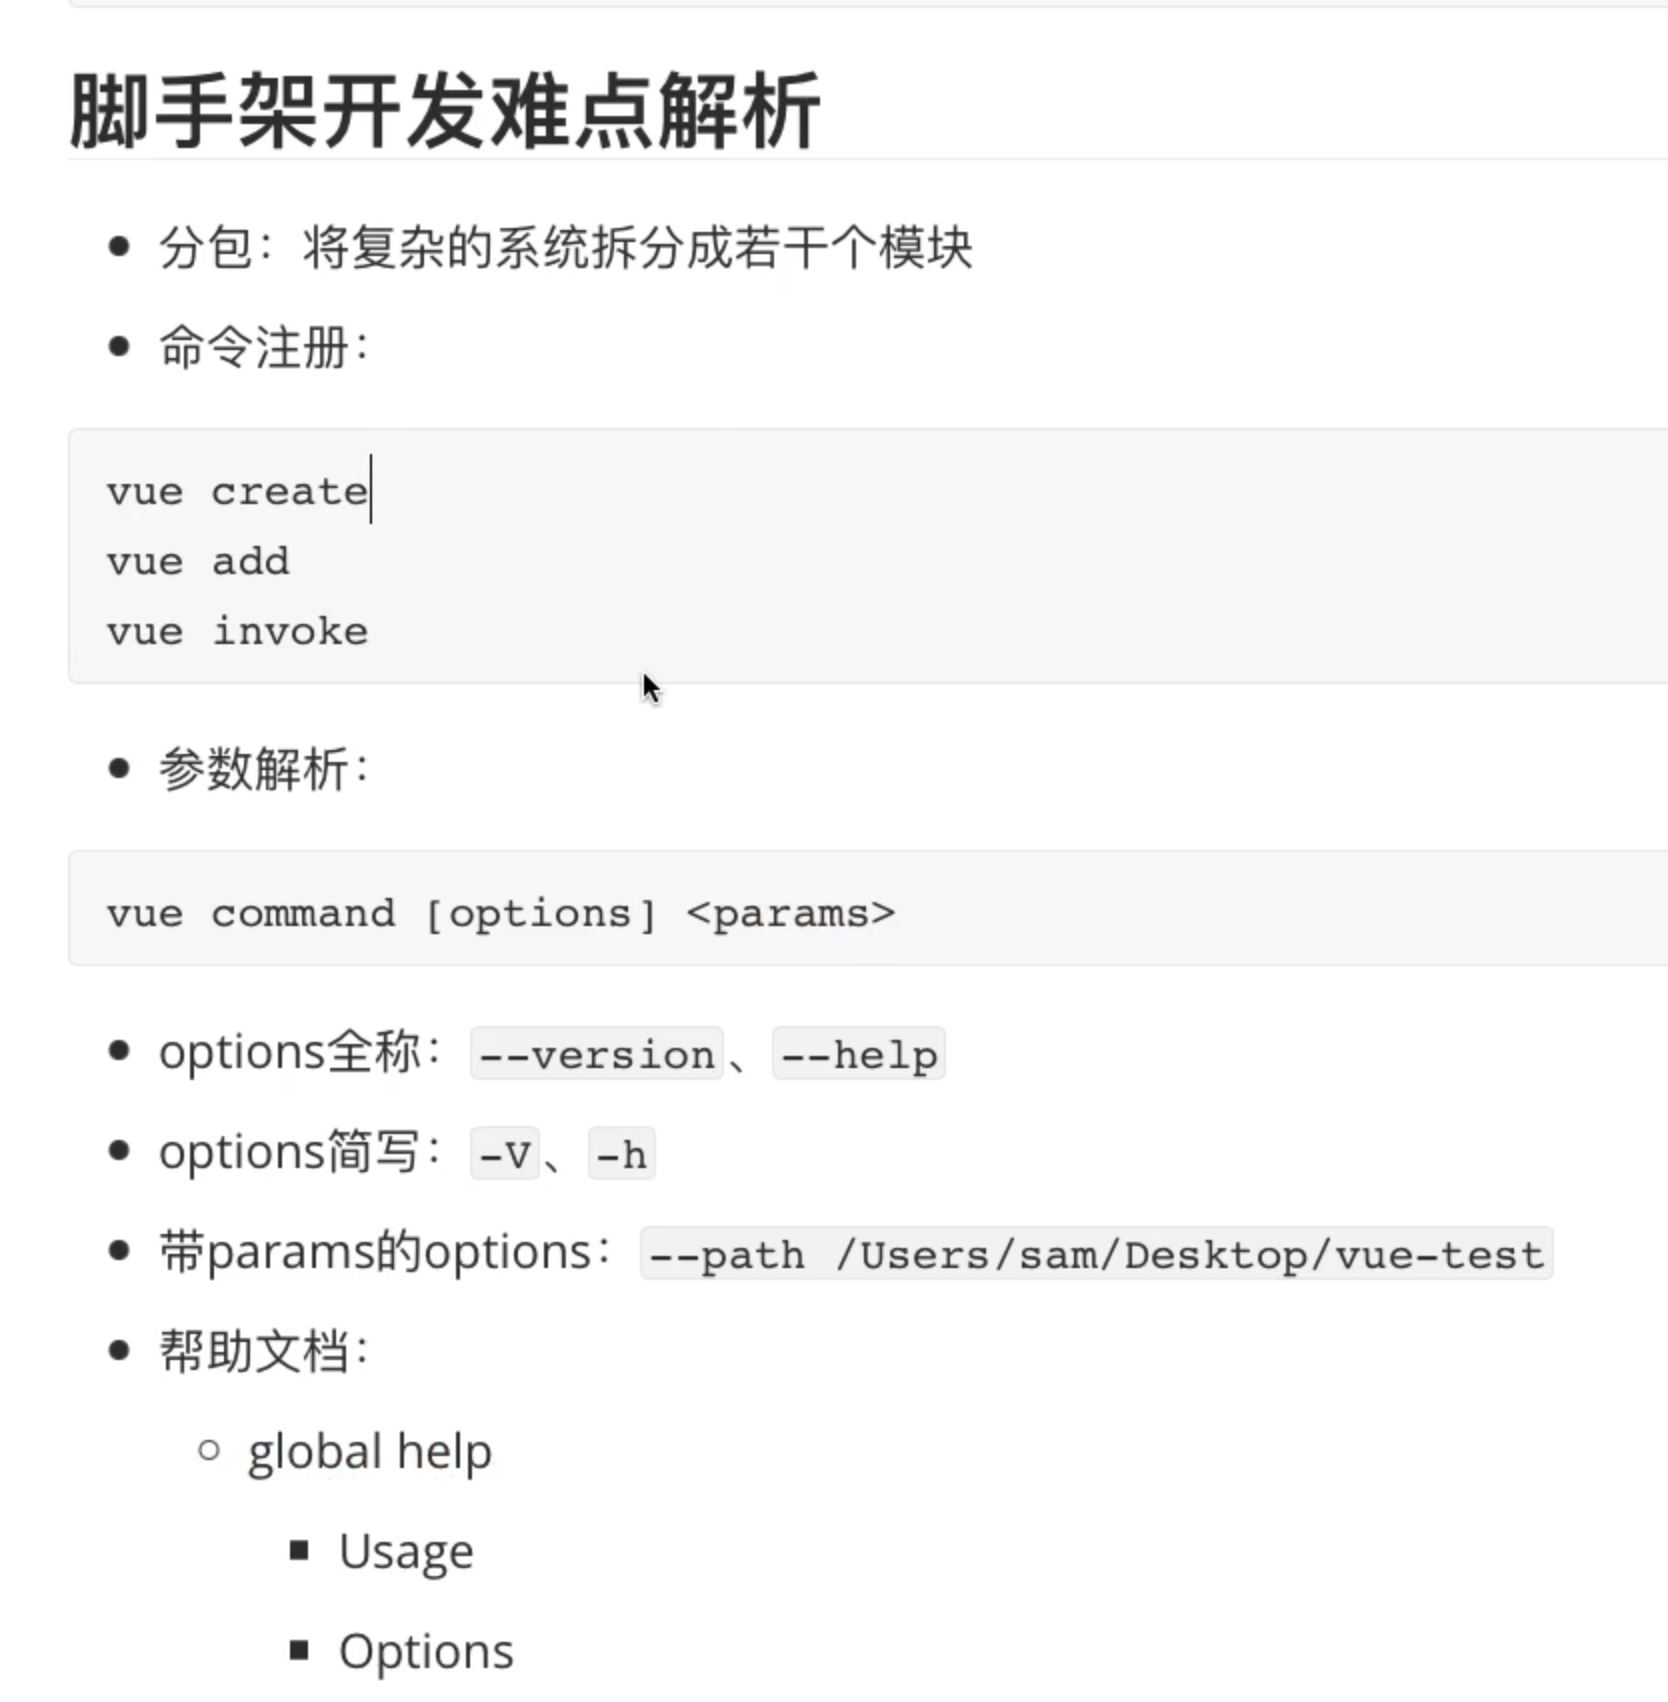 脚手架开发难点解析
分包：将复杂的系统拆分成若干个模块
命令注册：
vue create
vue add
vue invoke
参数解析：
vue command [options] <params>
options全称：--version、--help
options简写：-V、-h
带params的options：--path /Users/sam/Desktop/vue-test
帮助文档：
global help
Usage
Options